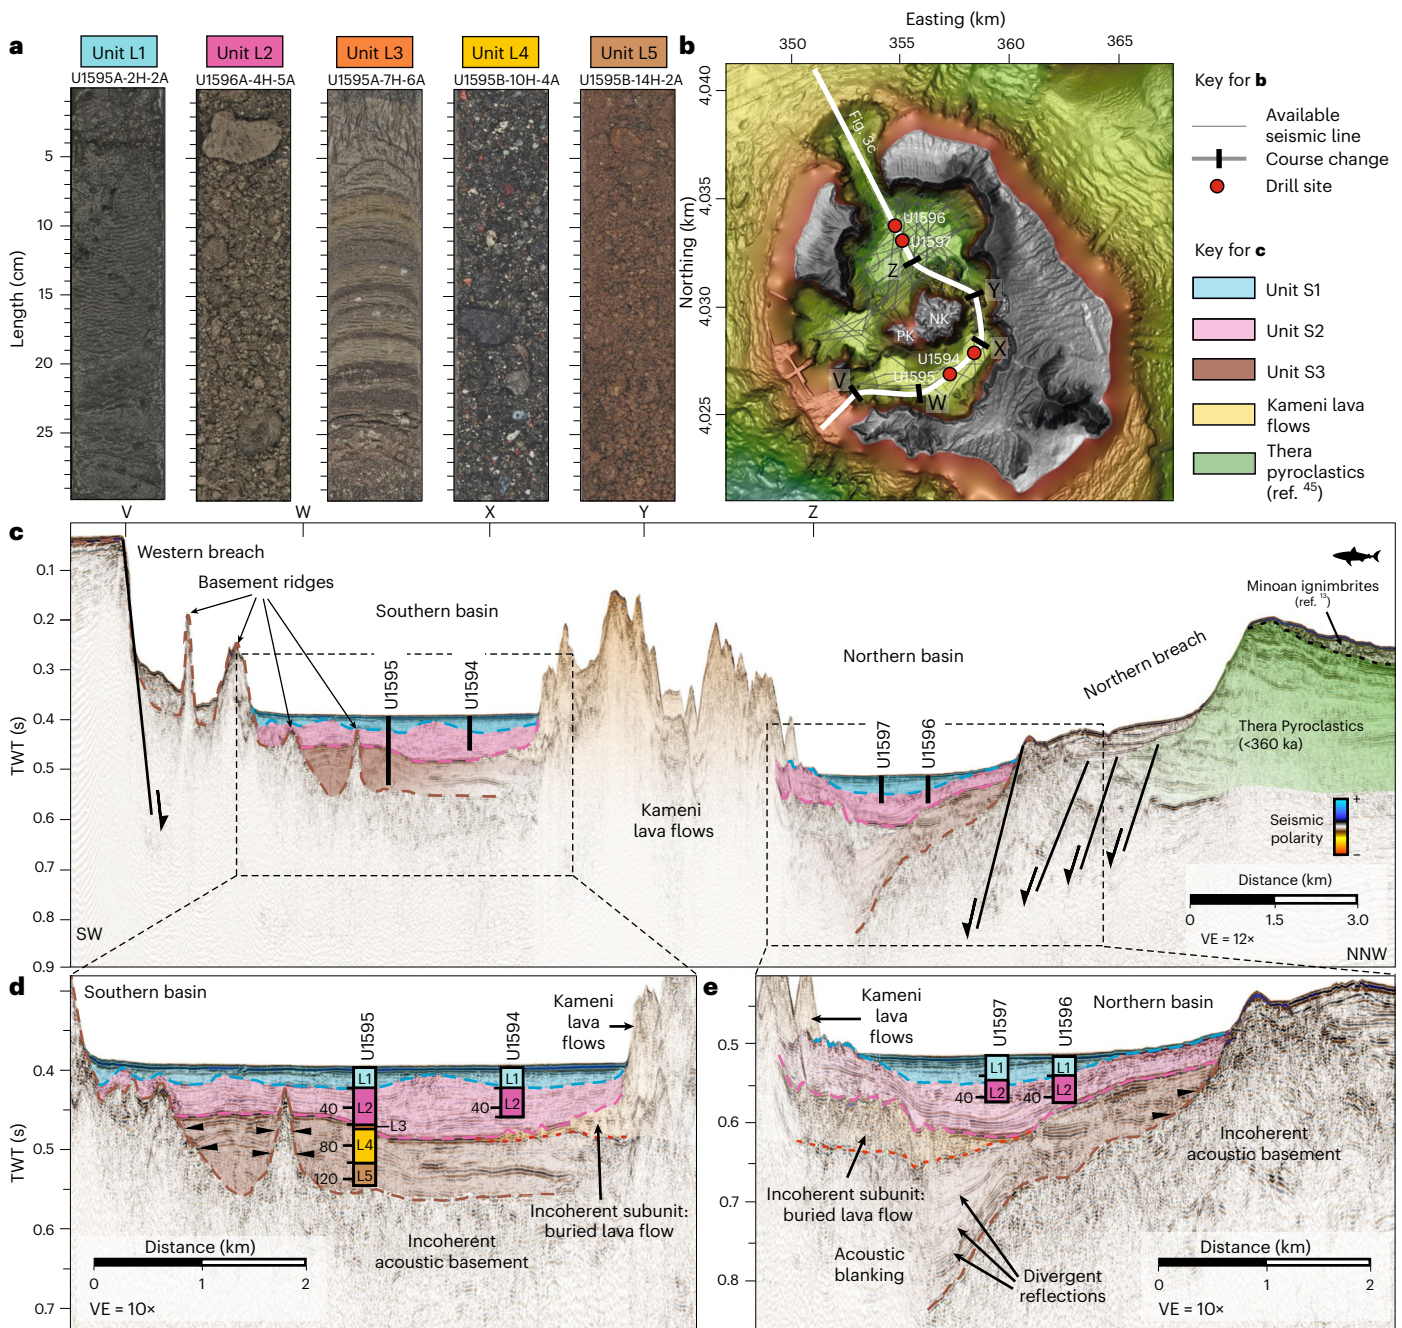 a
Unit L1
Unit L2
Unit L3
Unit L4
Unit L5
U1595A-2H-2A
U1596A-4H-5A
U1595A-7H-6A
U1595B-10H-4A
U1595B-14H-2A
Length (cm)
5
10
15
20
25
b
Easting (km)
350
355
360
365
Northing (km)
4,040
4,035
4,030
4,025
Fig. 3c
U1596
U1597
Z
Y
NK
PK
X
U1594
U1595
V
W
Key for b
Available
seismic line
Course change
Drill site
Key for c
Unit S1
Unit S2
Unit S3
Kameni lava
flows
Thera
pyroclastics
(ref. 45)
c
V
W
X
Y
Z
Western breach
Basement ridges
Southern basin
U1595
U1594
Northern basin
U1597
U1596
Northern breach
Minoan ignimbrites
(ref. 13)
Thera Pyroclastics
(<360 ka)
Kameni
lava flows
Seismic
polarity
+
–
Distance (km)
0
1.5
3.0
VE = 12×
SW
NNW
TWT (s)
0.1
0.2
0.3
0.4
0.5
0.6
0.7
0.8
0.9
d
Southern basin
U1595
U1594
Kameni
lava
flows
L1
L2
L3
L4
L5
40
80
120
L1
L2
40
Incoherent subunit:
buried lava flow
Incoherent
acoustic basement
Distance (km)
0
1
2
VE = 10×
TWT (s)
0.4
0.5
0.6
0.7
e
Kameni
lava
flows
U1597
U1596
Northern basin
L1
L2
40
L1
L2
40
Incoherent
acoustic basement
Incoherent subunit:
buried lava flow
Acoustic
blanking
Divergent
reflections
Distance (km)
0
1
2
VE = 10×
0.5
0.6
0.7
0.8